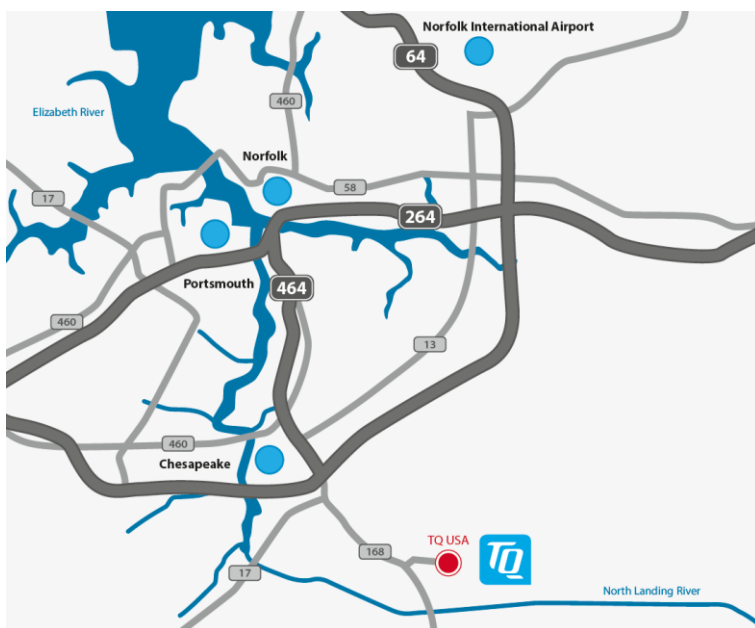 Norfolk International Airport
64
460
Elizabeth River
Norfolk
17
58
264
Portsmouth
464
460
13
460
Chesapeake
TQ USA
TQ
168
17
North Landing River